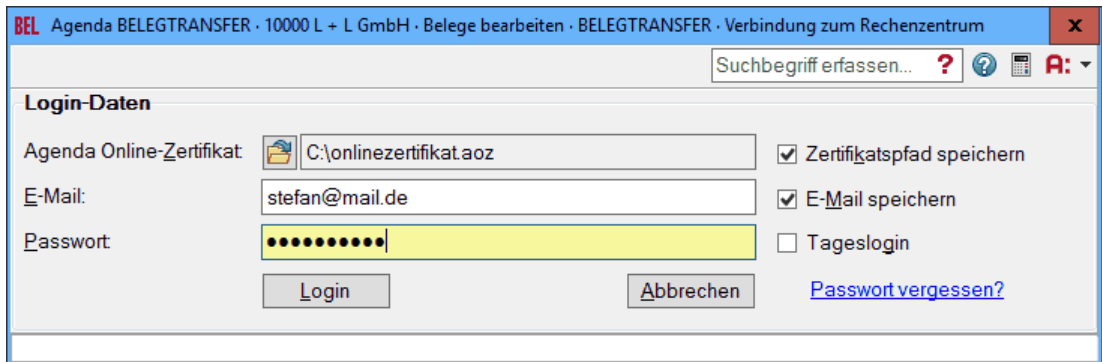 BEL Agenda BELEGTRANSFER · 10000 L + L GmbH · Belege bearbeiten · BELEGTRANSFER · Verbindung zum Rechenzentrum x
Suchbegriff erfassen... ? ? A:
Login-Daten
Agenda Online-Zertifikat: C:\onlinezertifikat.aoz Zertifikatspfad speichern
E-Mail: stefan@mail.de E-Mail speichern
Passwort: ●●●●●●●●●● Tageslogin
Login Abbrechen Passwort vergessen?